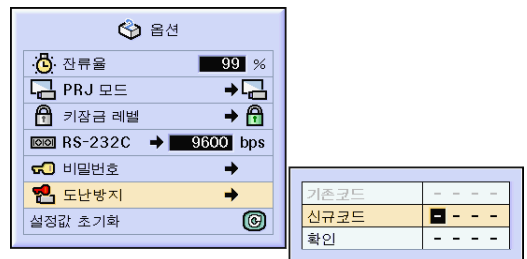 옵션
잔류율 99 %
PRJ 모드
키잠금 레벨
RS-232C 9600 bps
비밀번호
도난방지
설정값 초기화
기존코드 - - - -
신규코드 - - - -
확인 - - - -